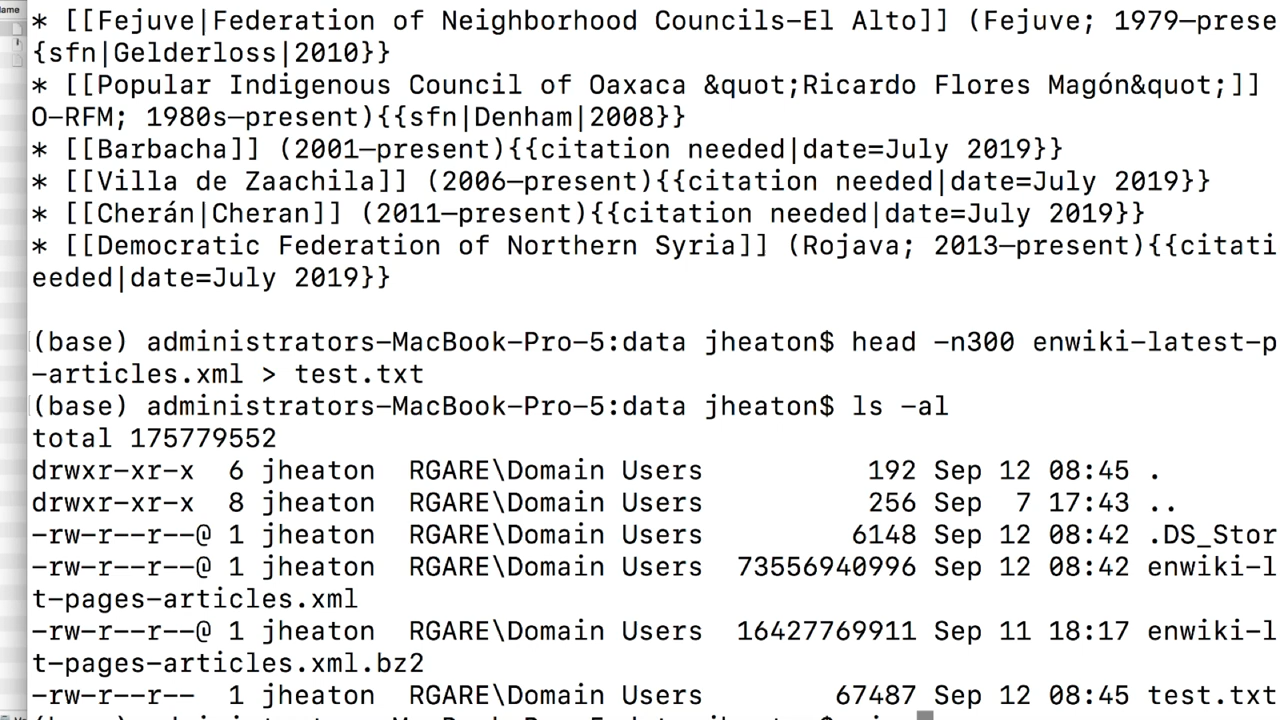 ame
* [[Fejuve|Federation of Neighborhood Councils-El Alto]] (Fejuve; 1979–prese
{sfn|Gelderloss|2010}}
* [[Popular Indigenous Council of Oaxaca &quot;Ricardo Flores Magón&quot;]]
O-RFM; 1980s–present){{sfn|Denham|2008}}
* [[Barbacha]] (2001–present){{citation needed|date=July 2019}}
* [[Villa de Zaachila]] (2006–present){{citation needed|date=July 2019}}
* [[Cherán|Cheran]] (2011–present){{citation needed|date=July 2019}}
* [[Democratic Federation of Northern Syria]] (Rojava; 2013–present){{citati
eeded|date=July 2019}}
(base) administrators-MacBook-Pro-5:data jheaton$ head -n300 enwiki-latest-p
-articles.xml > test.txt
(base) administrators-MacBook-Pro-5:data jheaton$ ls -al
total 175779552
drwxr-xr-x 6 jheaton RGARE\Domain Users 192 Sep 12 08:45 .
drwxr-xr-x 8 jheaton RGARE\Domain Users 256 Sep 7 17:43 ..
-rw-r--r--@ 1 jheaton RGARE\Domain Users 6148 Sep 12 08:42 .DS_Stor
-rw-r--r--@ 1 jheaton RGARE\Domain Users 73556940996 Sep 12 08:42 enwiki-l
t-pages-articles.xml
-rw-r--r--@ 1 jheaton RGARE\Domain Users 16427769911 Sep 11 18:17 enwiki-l
t-pages-articles.xml.bz2
-rw-r--r-- 1 jheaton RGARE\Domain Users 67487 Sep 12 08:45 test.txt
(base) administrators-MacBook-Pro-5:data jheaton$